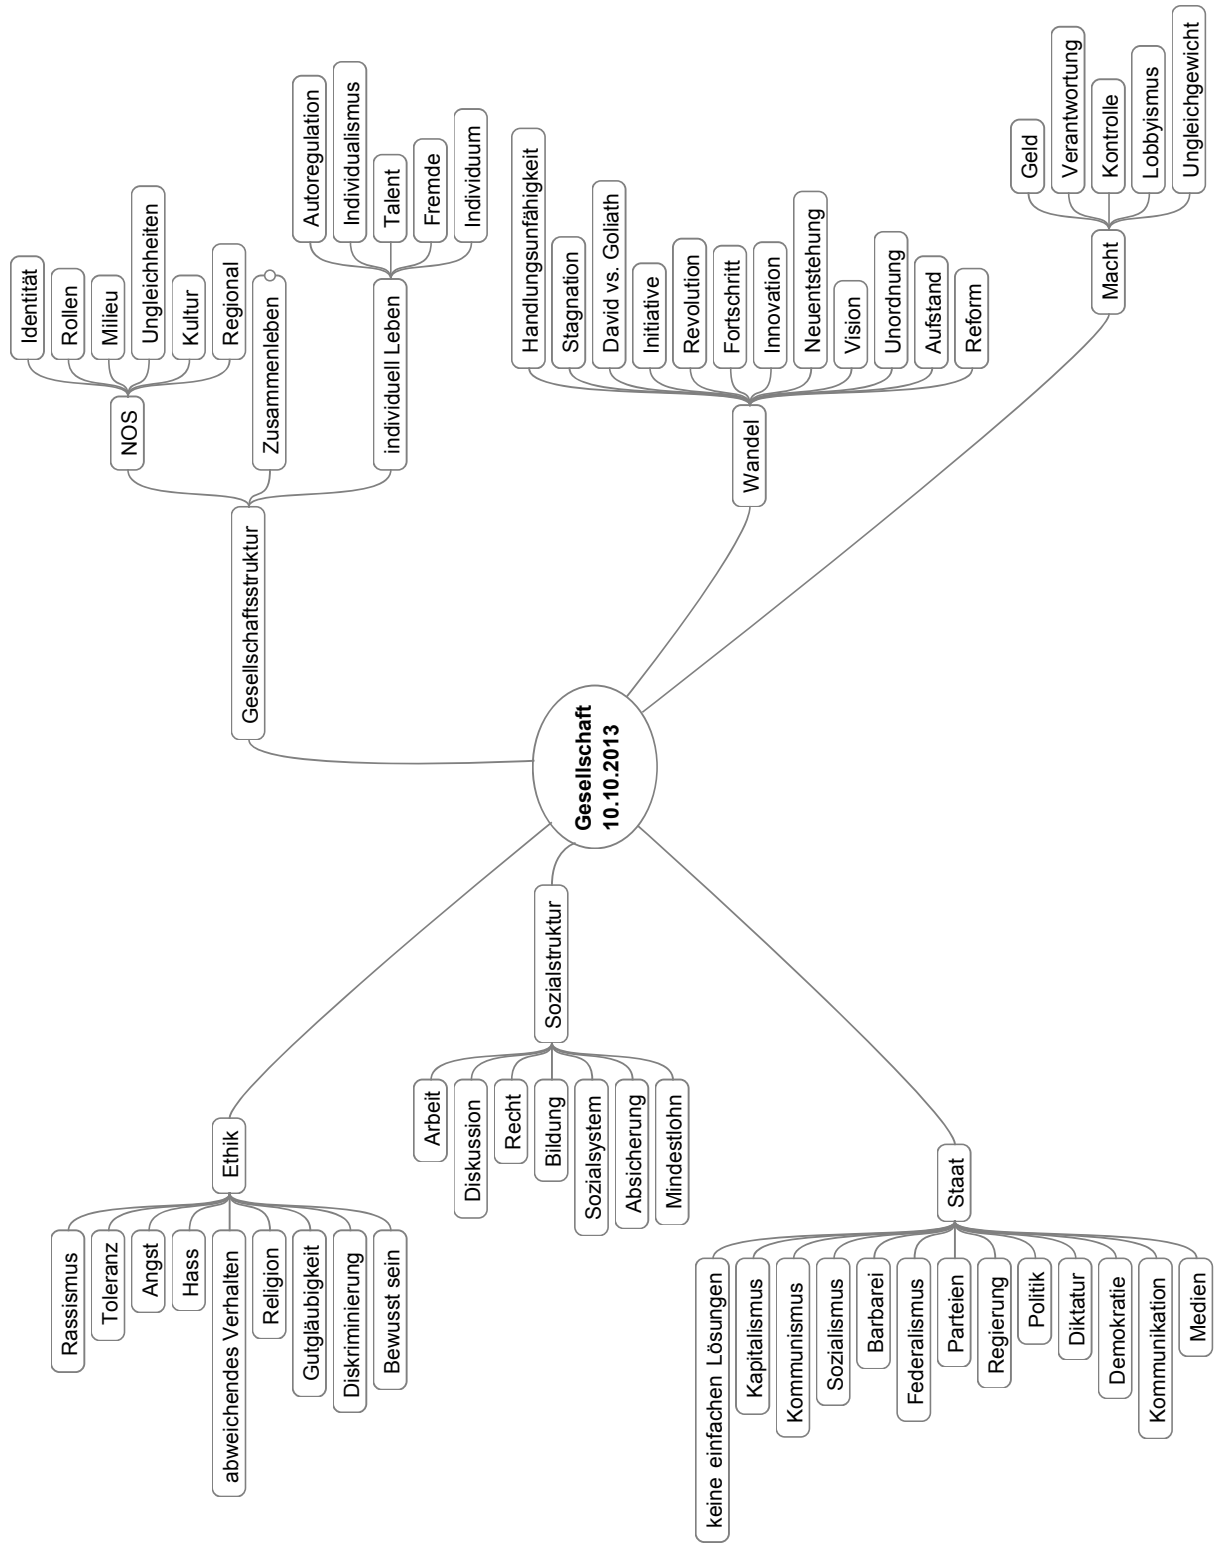 Gesellschaft
10.10.2013
Gesellschaftsstruktur
NOS
Identität
Rollen
Milieu
Ungleichheiten
Kultur
Regional
Zusammenleben
individuell Leben
Autoregulation
Individualismus
Talent
Fremde
Individuum
Wandel
Handlungsunfähigkeit
Stagnation
David vs. Goliath
Initiative
Revolution
Fortschritt
Innovation
Neuentstehung
Vision
Unordnung
Aufstand
Reform
Macht
Geld
Verantwortung
Kontrolle
Lobbyismus
Ungleichgewicht
Ethik
Rassismus
Toleranz
Angst
Hass
abweichendes Verhalten
Religion
Gutgläubigkeit
Diskriminierung
Bewusst sein
Sozialstruktur
Arbeit
Diskussion
Recht
Bildung
Sozialsystem
Absicherung
Mindestlohn
Staat
keine einfachen Lösungen
Kapitalismus
Kommunismus
Sozialismus
Barbarei
Federalismus
Parteien
Regierung
Politik
Diktatur
Demokratie
Kommunikation
Medien